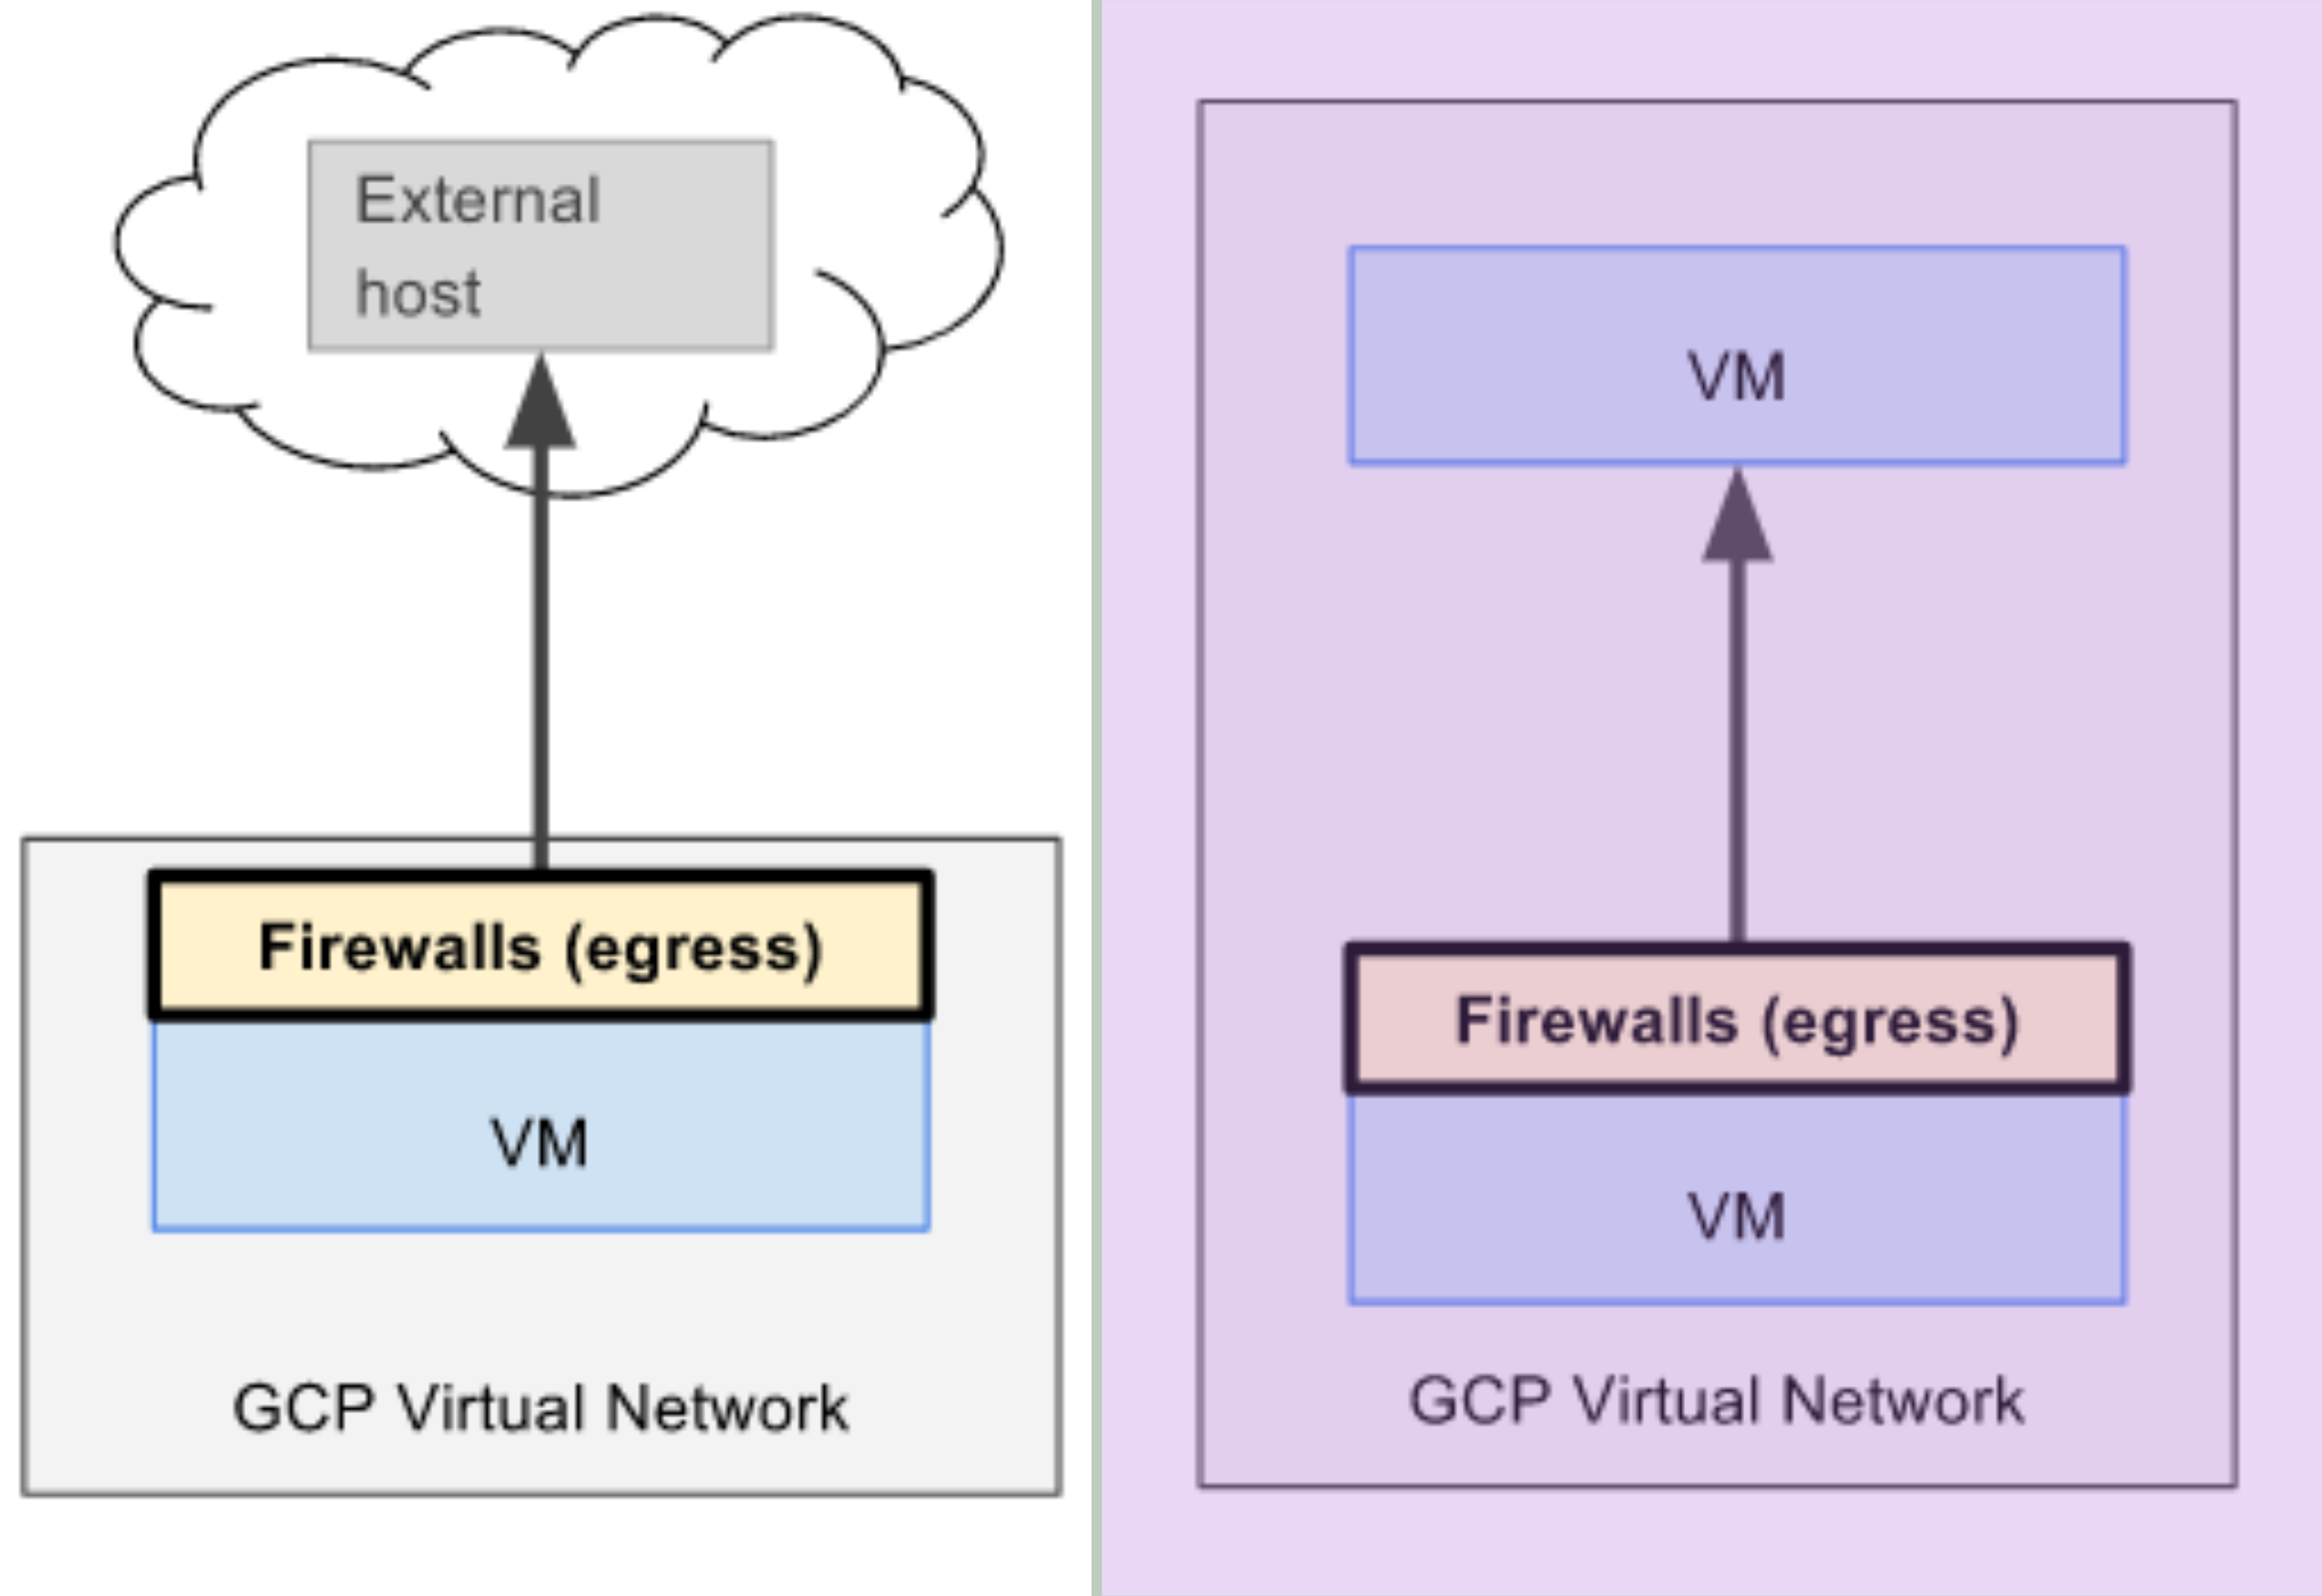 External
host
Firewalls (egress)
VM
GCP Virtual Network
VM
Firewalls (egress)
VM
GCP Virtual Network